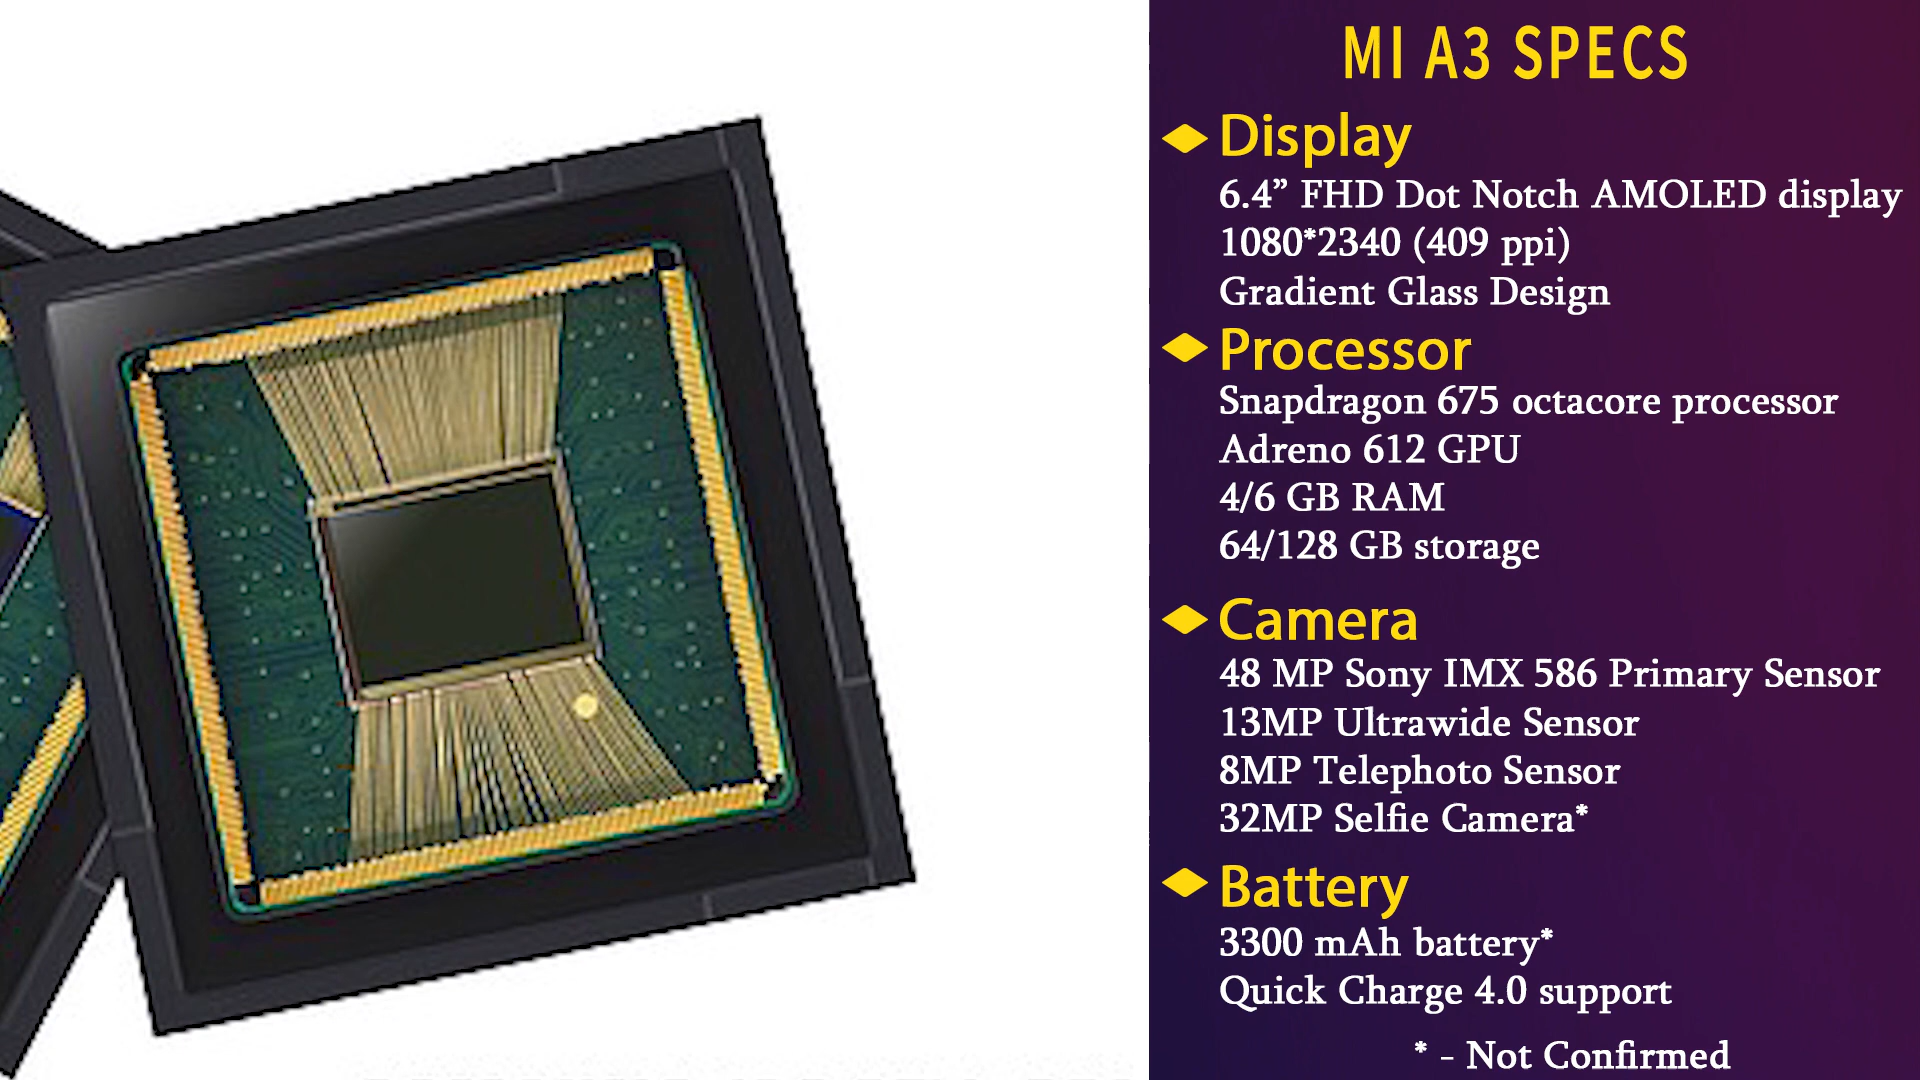 MI A3 SPECS
Display
6.4” FHD Dot Notch AMOLED display
1080*2340 (409 ppi)
Gradient Glass Design
Processor
Snapdragon 675 octacore processor
Adreno 612 GPU
4/6 GB RAM
64/128 GB storage
Camera
48 MP Sony IMX 586 Primary Sensor
13MP Ultrawide Sensor
8MP Telephoto Sensor
32MP Selfie Camera*
Battery
3300 mAh battery*
Quick Charge 4.0 support
* - Not Confirmed